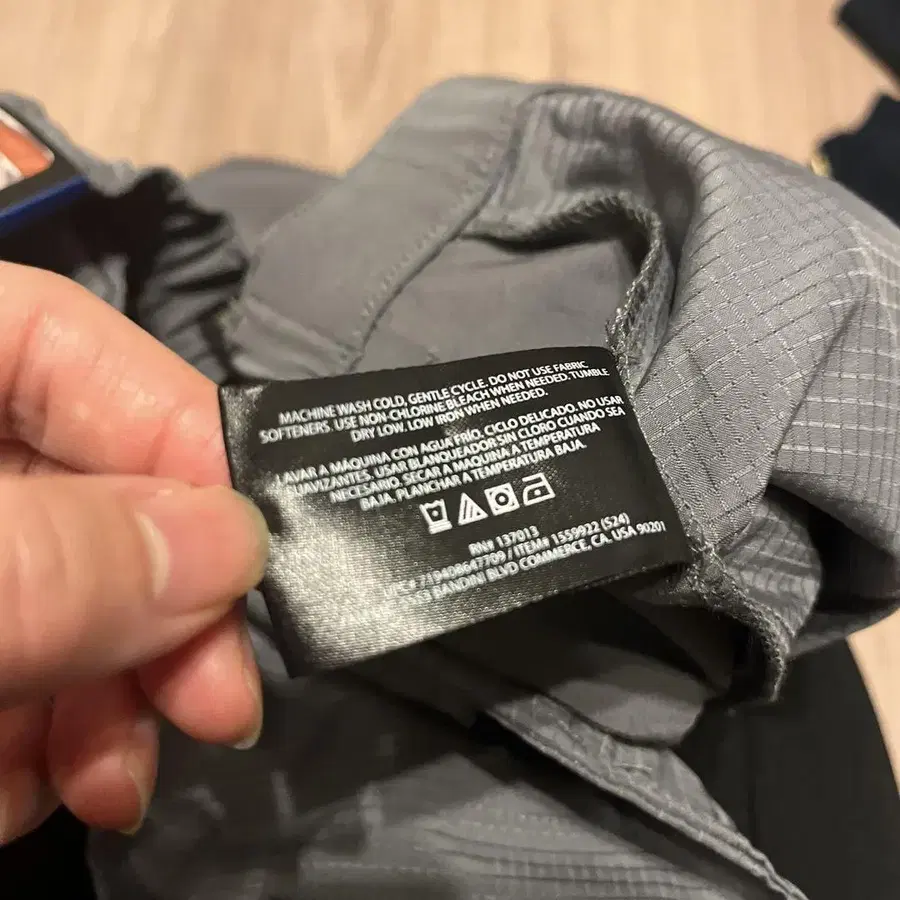 MACHINE WASH COLD, GENTLE CYCLE. DO NOT USE FABRIC
SOFTENERS. USE NON-CHLORINE BLEACH WHEN NEEDED. TUMBLE
DRY LOW. LOW IRON WHEN NEEDED.
LAVAR A MAQUINA CON AGUA FRÍO. CICLO DELICADO. NO USAR
SUAVIZANTES. USAR BLANQUEADOR SIN CLORO CUANDO SEA
NECESARIO. SECAR A MAQUINA A TEMPERATURA
BAJA. PLANCHAR A TEMPERATURA BAJA.
RN# 137013
/ ITEM# 1559922 (S24)
BANDINI BLVD COMMERCE, CA. USA 90201